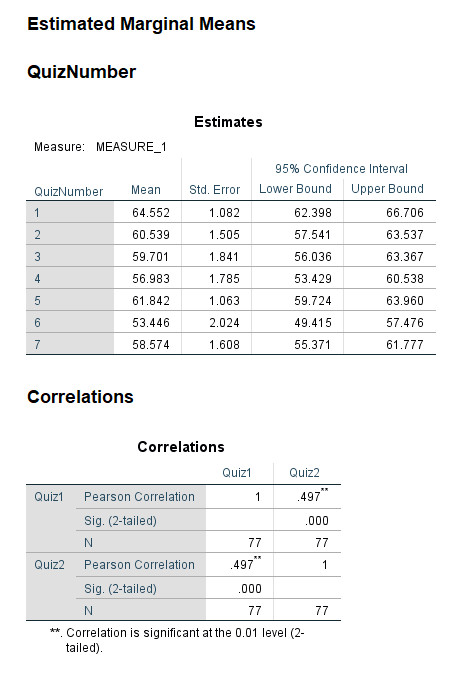 Estimated Marginal Means
QuizNumber
Estimates
Measure: MEASURE_1
95% Confidence Interval
QuizNumber Mean Std. Error Lower Bound Upper Bound
1 64.552 1.082 62.398 66.706
2 60.539 1.505 57.541 63.537
3 59.701 1.841 56.036 63.367
4 56.983 1.785 53.429 60.538
5 61.842 1.063 59.724 63.960
6 53.446 2.024 49.415 57.476
7 58.574 1.608 55.371 61.777
Correlations
Correlations
Quiz1 Quiz2
Quiz1 Pearson Correlation 1 .497**
Sig. (2-tailed) .000
N 77 77
Quiz2 Pearson Correlation .497** 1
Sig. (2-tailed) .000
N 77 77
**. Correlation is significant at the 0.01 level (2-
tailed).